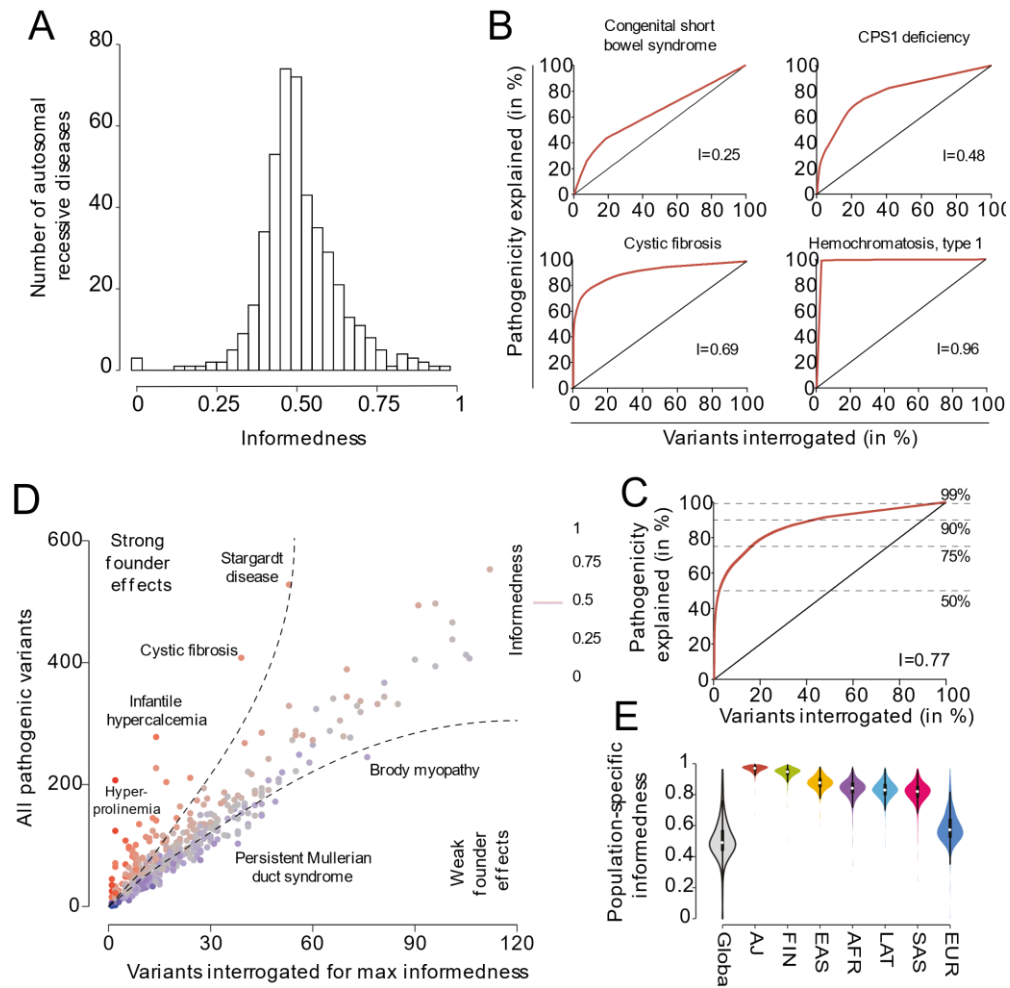 A
80
60
40
20
0
Number of autosomal
recessive diseases
0 0.25 0.50 0.75 1
Informedness
B
Pathogenicity explained (in %)
Congenital short
bowel syndrome
100
80
60
40
20
0
I=0.25
0 20 40 60 80 100
CPS1 deficiency
100
80
60
40
20
0
I=0.48
0 20 40 60 80 100
Cystic fibrosis
100
80
60
40
20
0
I=0.69
0 20 40 60 80 100
Hemochromatosis, type 1
100
80
60
40
20
0
I=0.96
0 20 40 60 80 100
Variants interrogated (in %)
D
600
400
200
0
All pathogenic variants
Strong
founder
effects
Stargardt
disease
Cystic fibrosis
Infantile
hypercalcemia
Hyper-
prolinemia
Brody myopathy
Persistent Mullerian
duct syndrome
Weak
founder
effects
0 30 60 90 120
Variants interrogated for max informedness
Informedness
1
0.75
0.5
0.25
0
C
Pathogenicity
explained (in %)
100
80
60
40
20
0
99%
90%
75%
50%
I=0.77
0 20 40 60 80 100
Variants interrogated (in %)
E
Population-specific
informedness
1
0.8
0.6
0.4
0.2
0
Globa
AJ
FIN
EAS
AFR
LAT
SAS
EUR